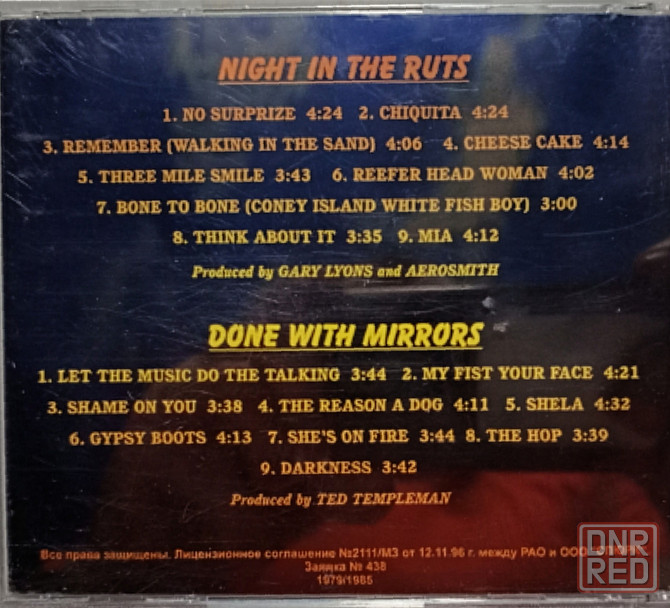 NIGHT IN THE RUTS
1. NO SURPRIZE 4:24 2. CHIQUITA 4:24
3. REMEMBER (WALKING IN THE SAND) 4:06 4. CHEESE CAKE 4:14
5. THREE MILE SMILE 3:43 6. REEFER HEAD WOMAN 4:02
7. BONE TO BONE (CONEY ISLAND WHITE FISH BOY) 3:00
8. THINK ABOUT IT 3:35 9. MIA 4:12
Produced by GARY LYONS and AEROSMITH
DONE WITH MIRRORS
1. LET THE MUSIC DO THE TALKING 3:44 2. MY FIST YOUR FACE 4:21
3. SHAME ON YOU 3:38 4. THE REASON A DOG 4:11 5. SHELA 4:32
6. GYPSY BOOTS 4:13 7. SHE'S ON FIRE 3:44 8. THE HOP 3:39
9. DARKNESS 3:42
Produced by TED TEMPLEMAN
Все права защищены. Лицензионное соглашение №2111/МЗ от 12.11.96 г. между РАО и ООО
Заявка № 438
1979/1985
DNR
RED